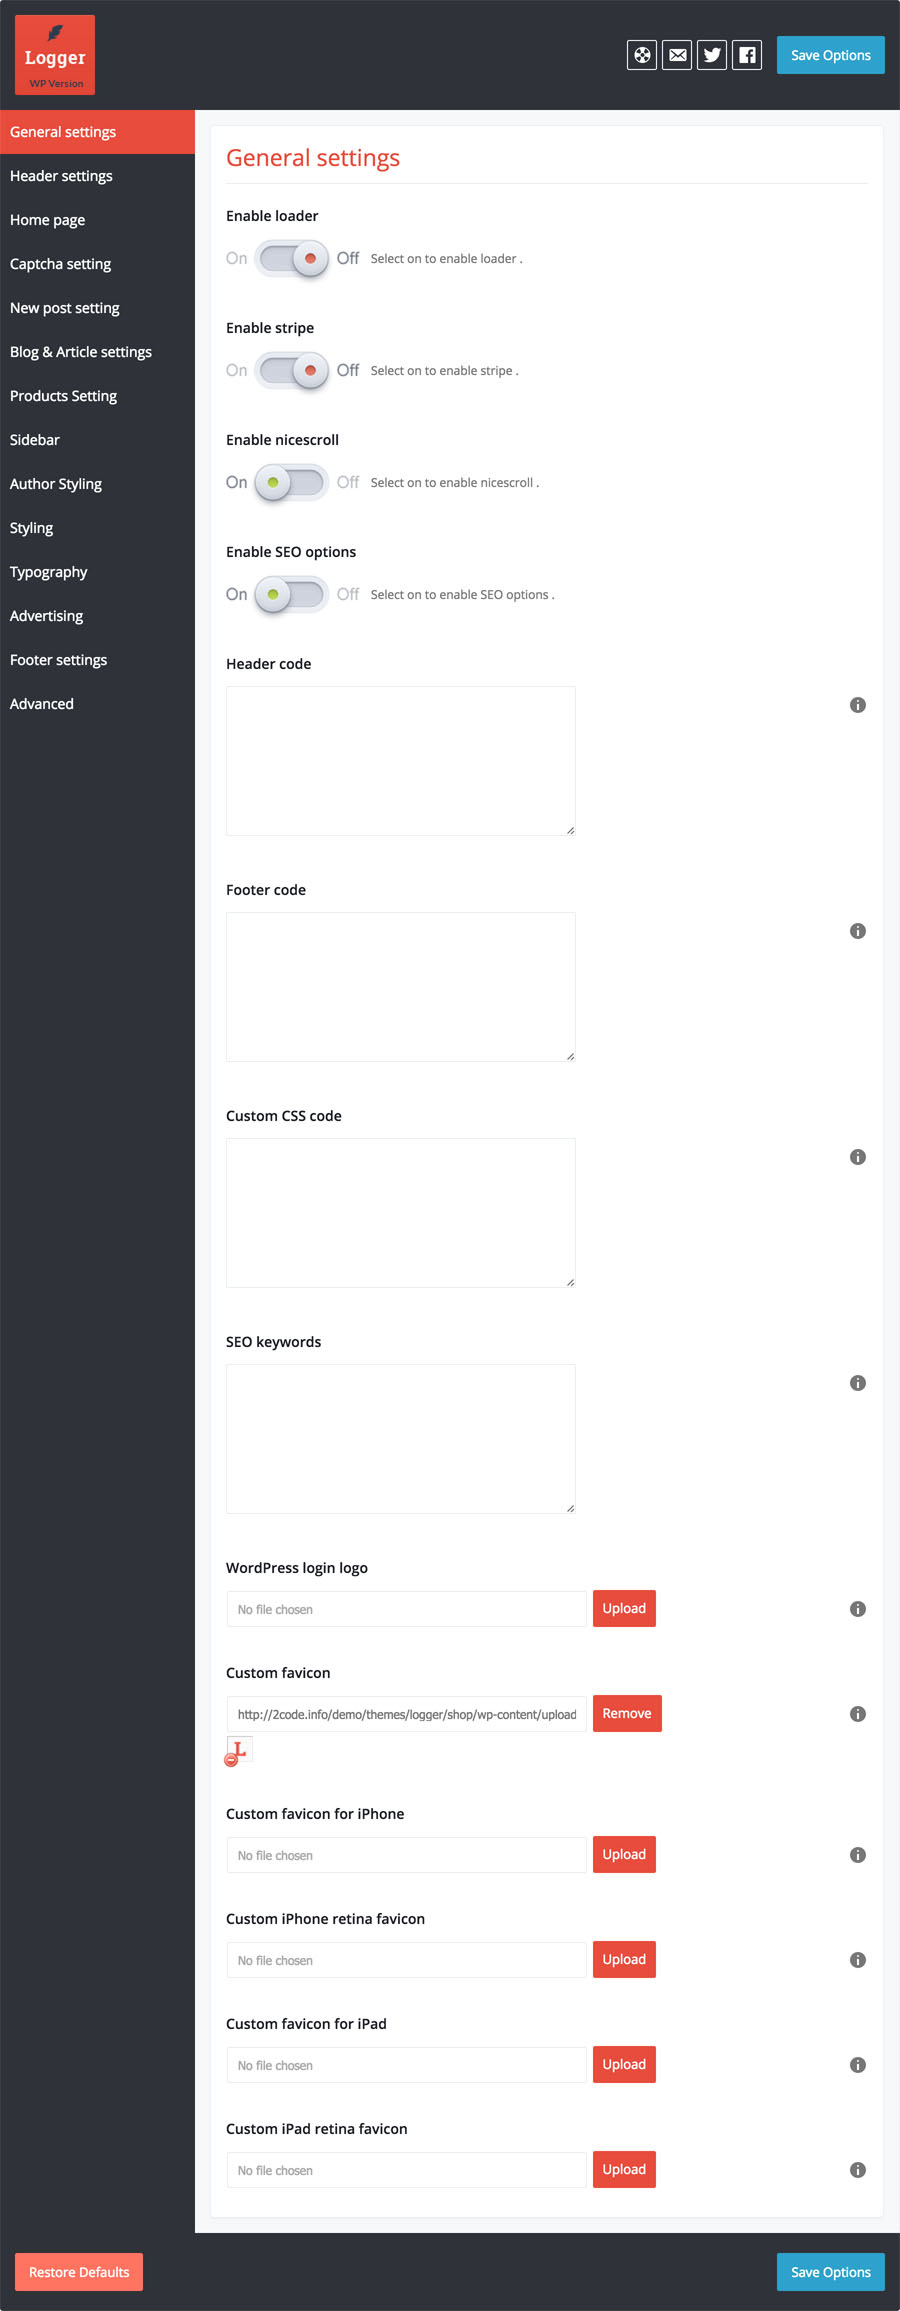 Logger
WP Version
Save Options
General settings
Header settings
Home page
Captcha setting
New post setting
Blog & Article settings
Products Setting
Sidebar
Author Styling
Styling
Typography
Advertising
Footer settings
Advanced
General settings
Enable loader
On Off Select on to enable loader .
Enable stripe
On Off Select on to enable stripe .
Enable nicescroll
On Off Select on to enable nicescroll .
Enable SEO options
On Off Select on to enable SEO options .
Header code
Footer code
Custom CSS code
SEO keywords
WordPress login logo
No file chosen Upload
Custom favicon
http://2code.info/demo/themes/logger/shop/wp-content/upload Remove
L
Custom favicon for iPhone
No file chosen Upload
Custom iPhone retina favicon
No file chosen Upload
Custom favicon for iPad
No file chosen Upload
Custom iPad retina favicon
No file chosen Upload
Restore Defaults Save Options